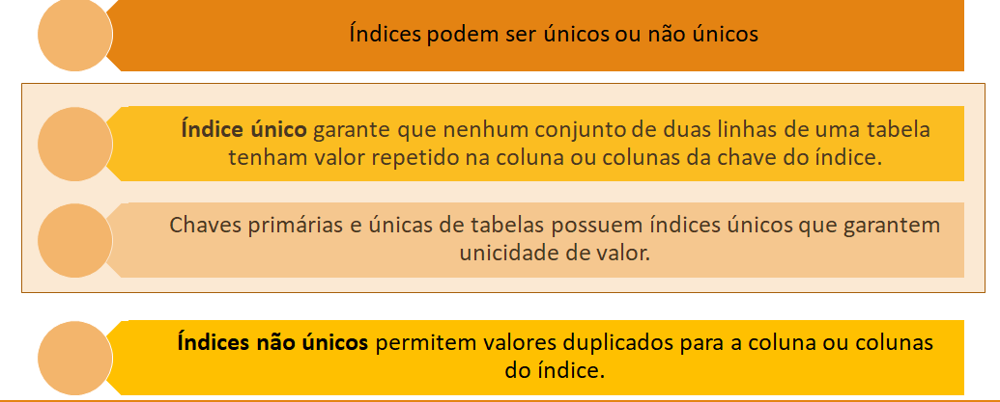 Índices podem ser únicos ou não únicos
Índice único garante que nenhum conjunto de duas linhas de uma tabela
tenham valor repetido na coluna ou colunas da chave do índice.
Chaves primárias e únicas de tabelas possuem índices únicos que garantem
unicidade de valor.
Índices não únicos permitem valores duplicados para a coluna ou colunas
do índice.